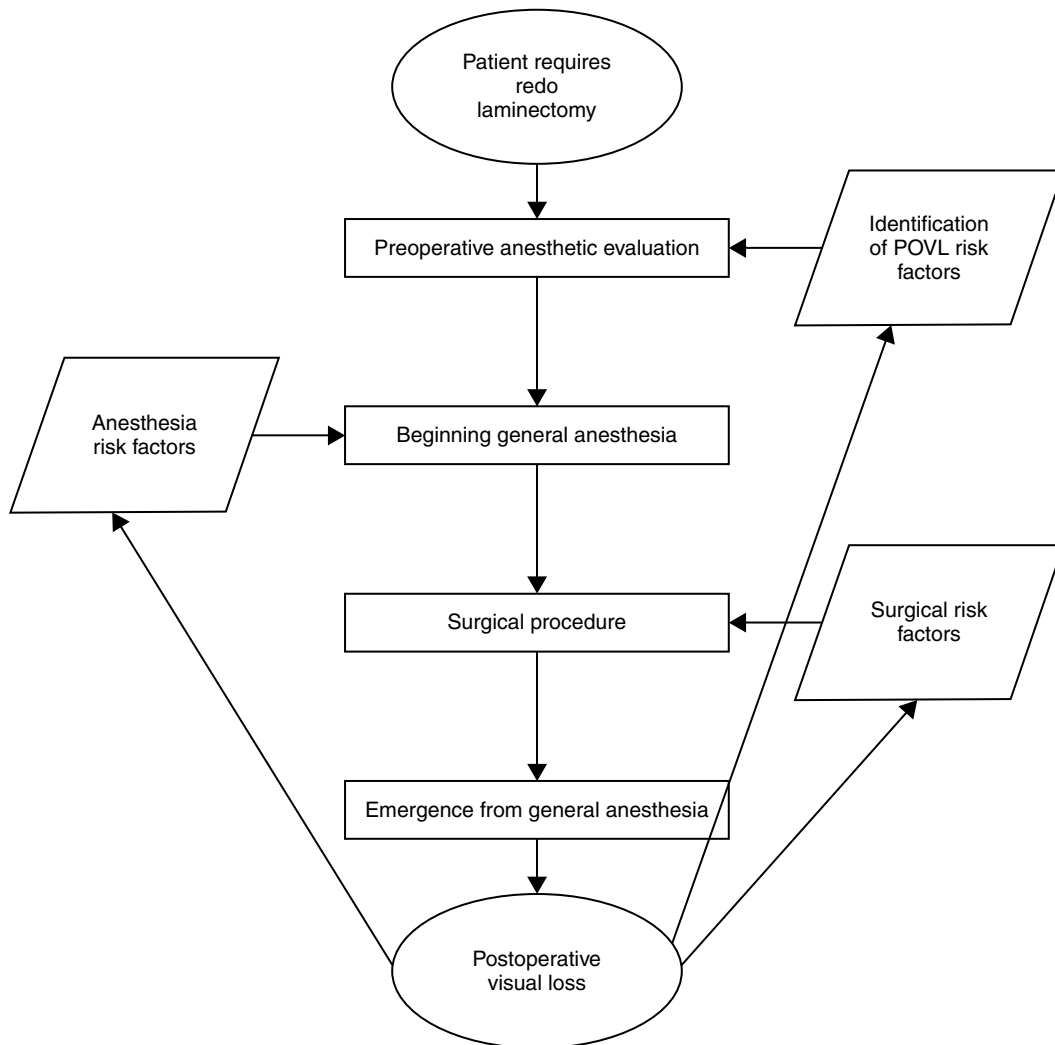 Patient requires
redo
laminectomy
Preoperative anesthetic evaluation
Identification
of POVL risk
factors
Anesthesia
risk factors
Beginning general anesthesia
Surgical procedure
Surgical risk
factors
Emergence from general anesthesia
Postoperative
visual loss